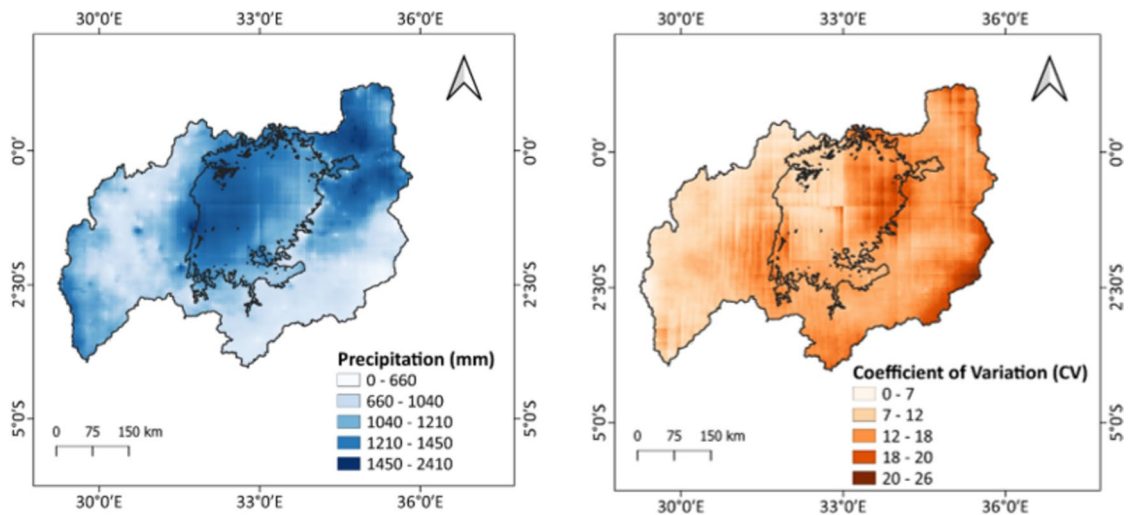 30°0'E 33°0'E 36°0'E
0°0'
2°30'S
5°0'S
0°0'
2°30'S
5°0'S
Precipitation (mm)
0 - 660
660 - 1040
1040 - 1210
1210 - 1450
1450 - 2410
0 75 150 km
30°0'E 33°0'E 36°0'E
30°0'E 33°0'E 36°0'E
0°0'
2°30'S
5°0'S
0°0'
2°30'S
5°0'S
Coefficient of Variation (CV)
0 - 7
7 - 12
12 - 18
18 - 20
20 - 26
0 75 150 km
30°0'E 33°0'E 36°0'E